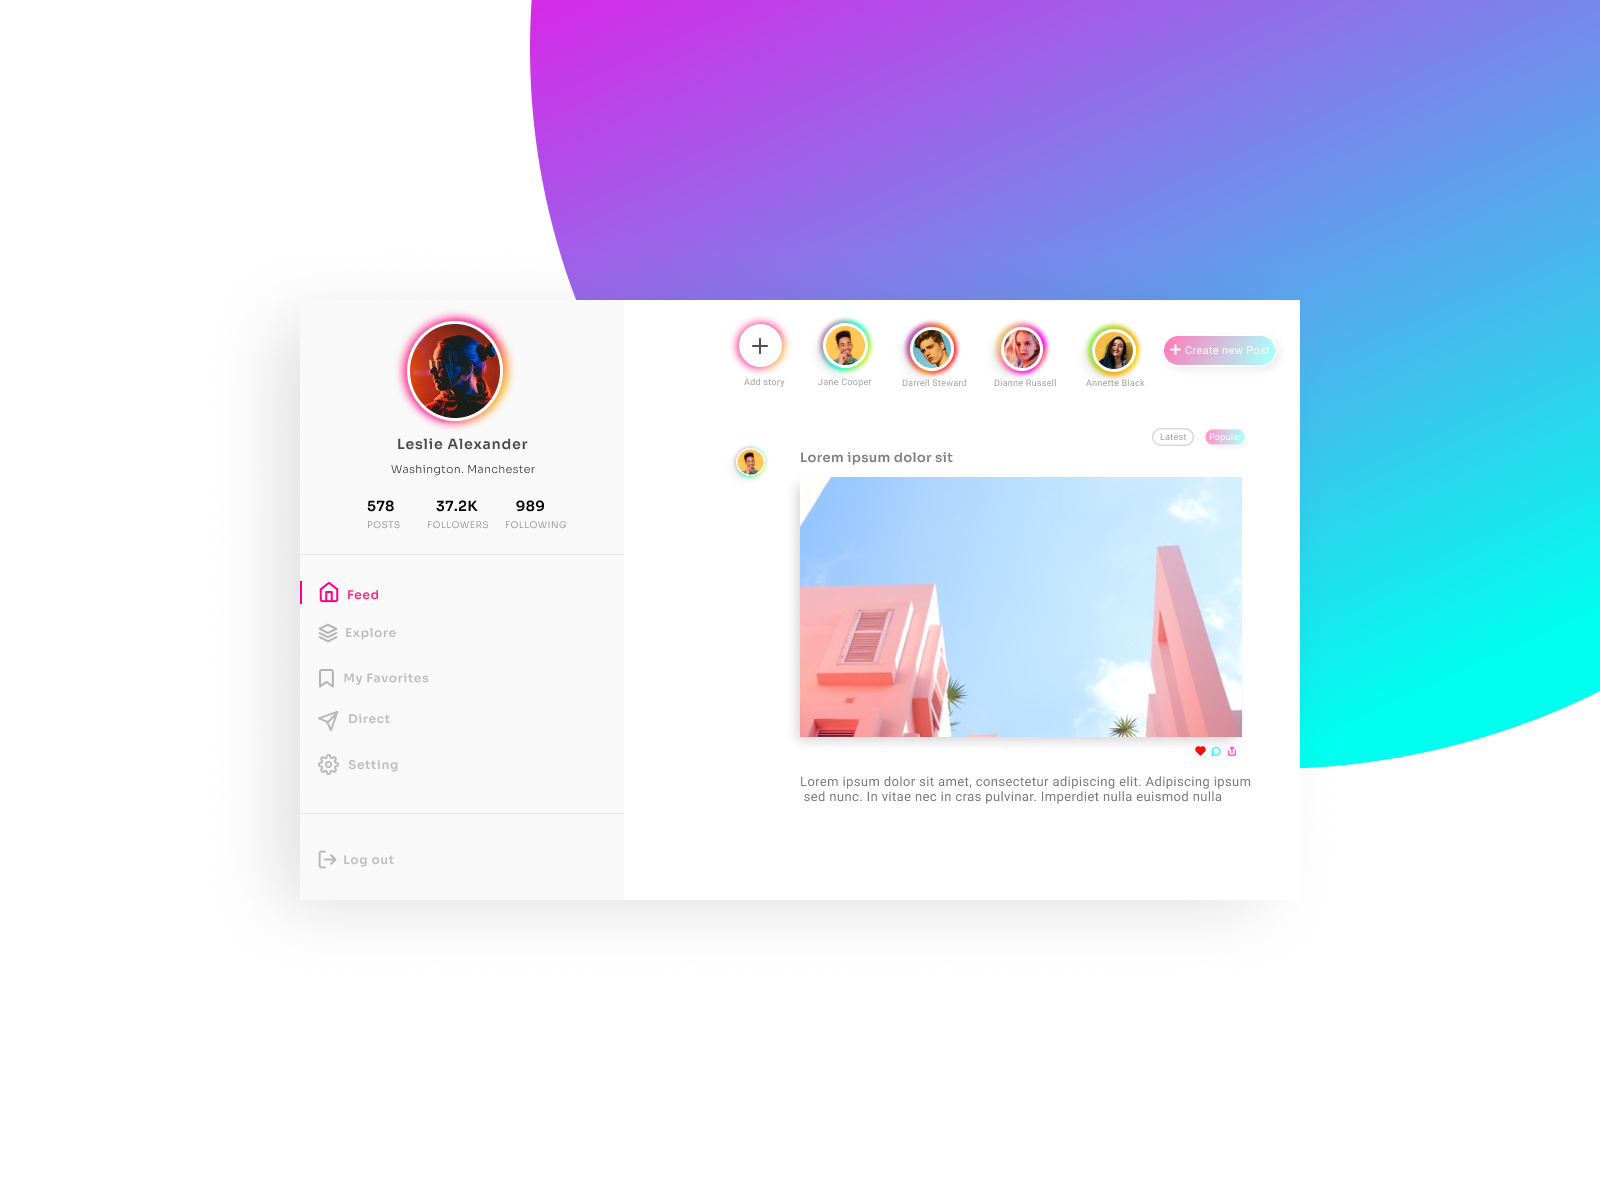 Leslie Alexander
Washington. Manchester
578 37.2K 989
POSTS FOLLOWERS FOLLOWING
Feed
Explore
My Favorites
Direct
Setting
Log out
Add story Jane Cooper Darrell Steward Dianne Russell Annette Black
Create new Post
Latest Popular
Lorem ipsum dolor sit
Lorem ipsum dolor sit amet, consectetur adipiscing elit. Adipiscing ipsum
sed nunc. In vitae nec in cras pulvinar. Imperdiet nulla euismod nulla